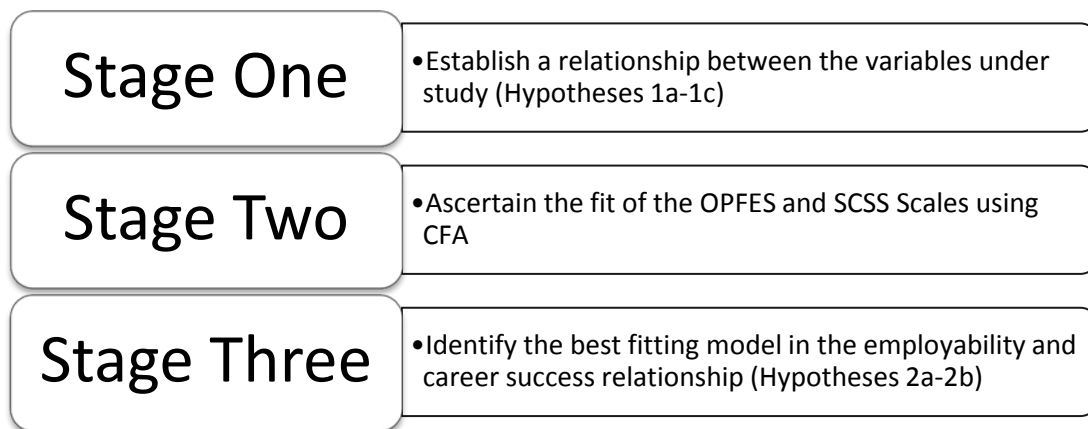 Stage One
•Establish a relationship between the variables under
study (Hypotheses 1a-1c)
Stage Two
•Ascertain the fit of the OPFES and SCSS Scales using
CFA
Stage Three
•Identify the best fitting model in the employability and
career success relationship (Hypotheses 2a-2b)